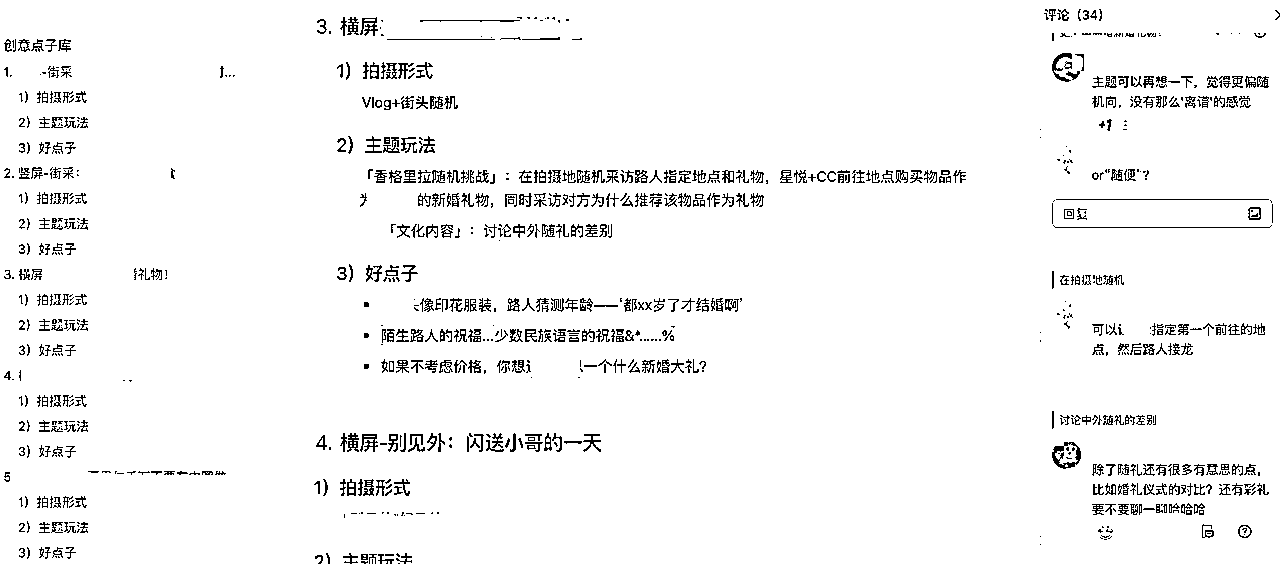 创意点子库
1. -街采
1）拍摄形式
2）主题玩法
3）好点子
2. 竖屏-街采：
1）拍摄形式
2）主题玩法
3）好点子
3. 横屏 礼物！
1）拍摄形式
2）主题玩法
3）好点子
4.
1）拍摄形式
2）主题玩法
3）好点子
5
1）拍摄形式
2）主题玩法
3）好点子
3. 横屏
1）拍摄形式
Vlog+街头随机
2）主题玩法
「香格里拉随机挑战」：在拍摄地随机采访路人指定地点和礼物，星悦+CC前往地点购买物品作
的新婚礼物，同时采访对方为什么推荐该物品作为礼物
「文化内容」：讨论中外随礼的差别
3）好点子
▪ 头像印花服装，路人猜测年龄——‘都xx岁了才结婚啊’
▪ 陌生路人的祝福...少数民族语言的祝福&*……%
▪ 如果不考虑价格，你想 一个什么新婚大礼？
4. 横屏-别见外：闪送小哥的一天
1）拍摄形式
2）主题玩法
评论（34）
主题可以再想一下，觉得更偏随
机向，没有那么‘离谱’的感觉
+1
or“随便”？
回复
在拍摄地随机
可以 指定第一个前往的地
点，然后路人接龙
讨论中外随礼的差别
除了随礼还有很多有意思的点，
比如婚礼仪式的对比？还有彩礼
要不要聊一聊哈哈哈